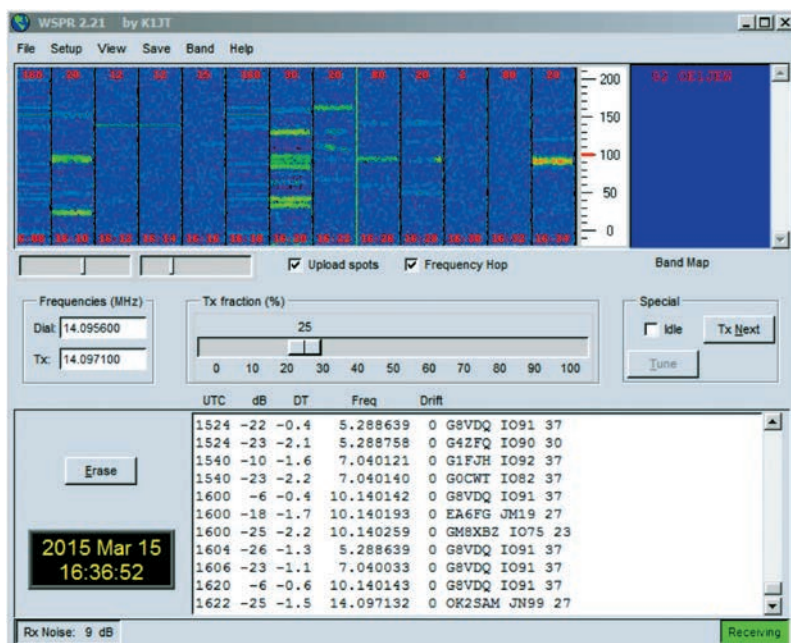 WSPR 2.21 by K1JT
File Setup View Save Band Help
200
150
100
50
0
Upload spots Frequency Hop Band Map
Frequencies (MHz)
Dial: 14.095600
Tx: 14.097100
Tx fraction (%)
25
0 10 20 30 40 50 60 70 80 90 100
Special
Idle Tx Next
Tune
UTC dB DT Freq Drift
1524 -22 -0.4 5.288639 0 G8VDQ IO91 37
1524 -23 -2.1 5.288758 0 G4ZFQ IO90 30
1540 -10 -1.6 7.040121 0 G1FJH IO92 37
1540 -23 -2.2 7.040140 0 G0CWT IO82 37
1600 -6 -0.4 10.140142 0 G8VDQ IO91 37
1600 -18 -1.7 10.140193 0 EA6FG JM19 27
1600 -25 -2.2 10.140259 0 GM8XBZ IO75 23
1604 -26 -1.3 5.288639 0 G8VDQ IO91 37
1606 -23 -1.1 7.040033 0 G8VDQ IO91 37
1620 -6 -0.6 10.140143 0 G8VDQ IO91 37
1622 -25 -1.5 14.097132 0 OK2SAM JN99 27
Erase
2015 Mar 15
16:36:52
Rx Noise: 9 dB Receiving